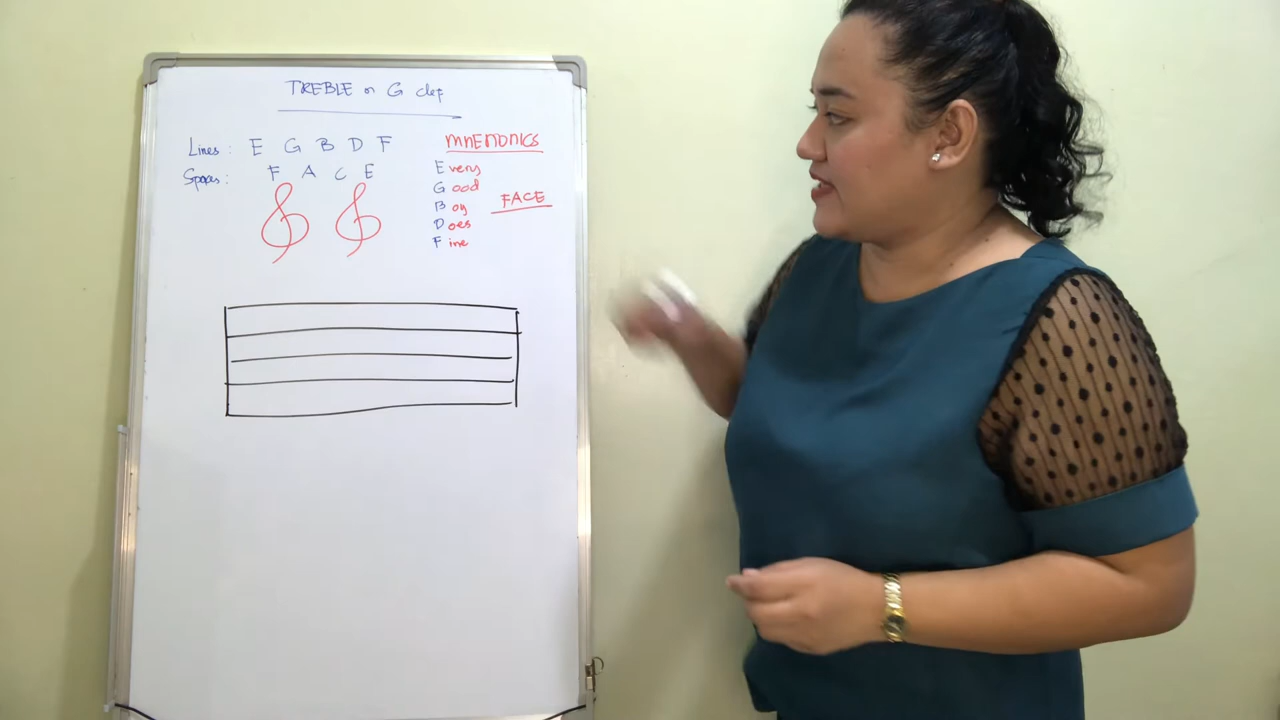 TREBLE or G clef
Lines: E G B D F
Spaces: F A C E
MNEMONICS
Every
Good
Boy
Does
Fine
FACE